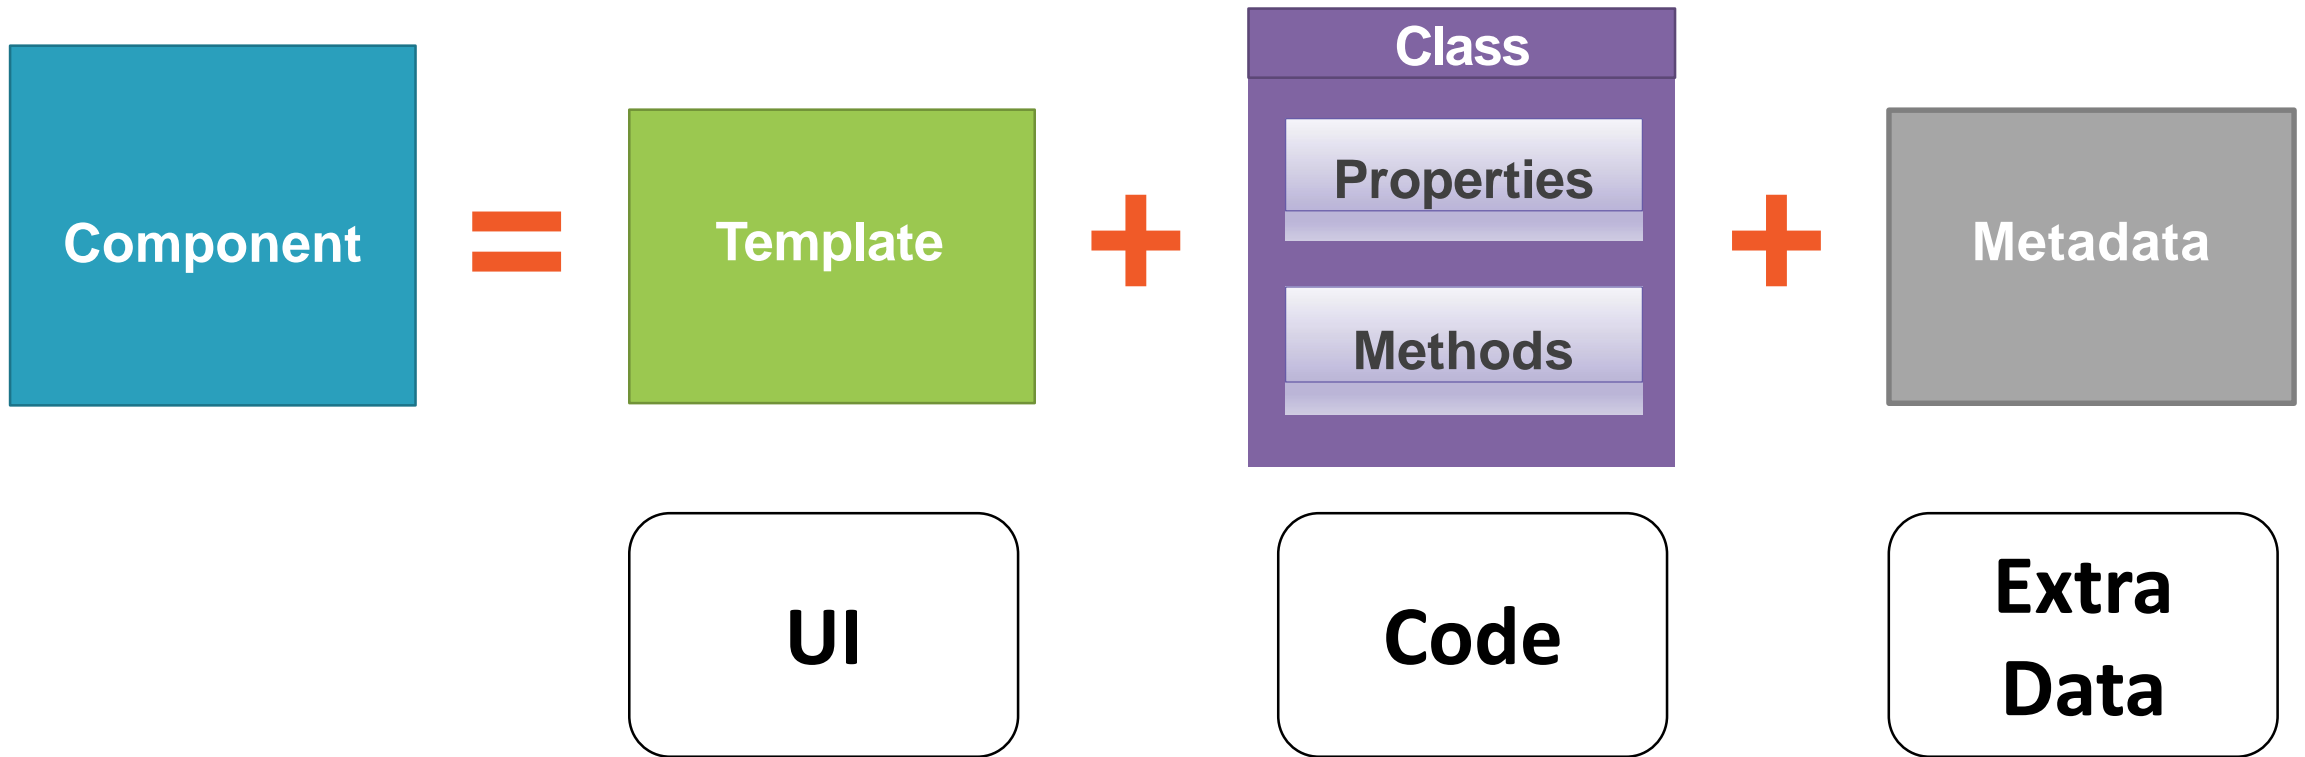 Component
=
Template
+
Class
Properties
Methods
+
Metadata
UI
Code
Extra
Data